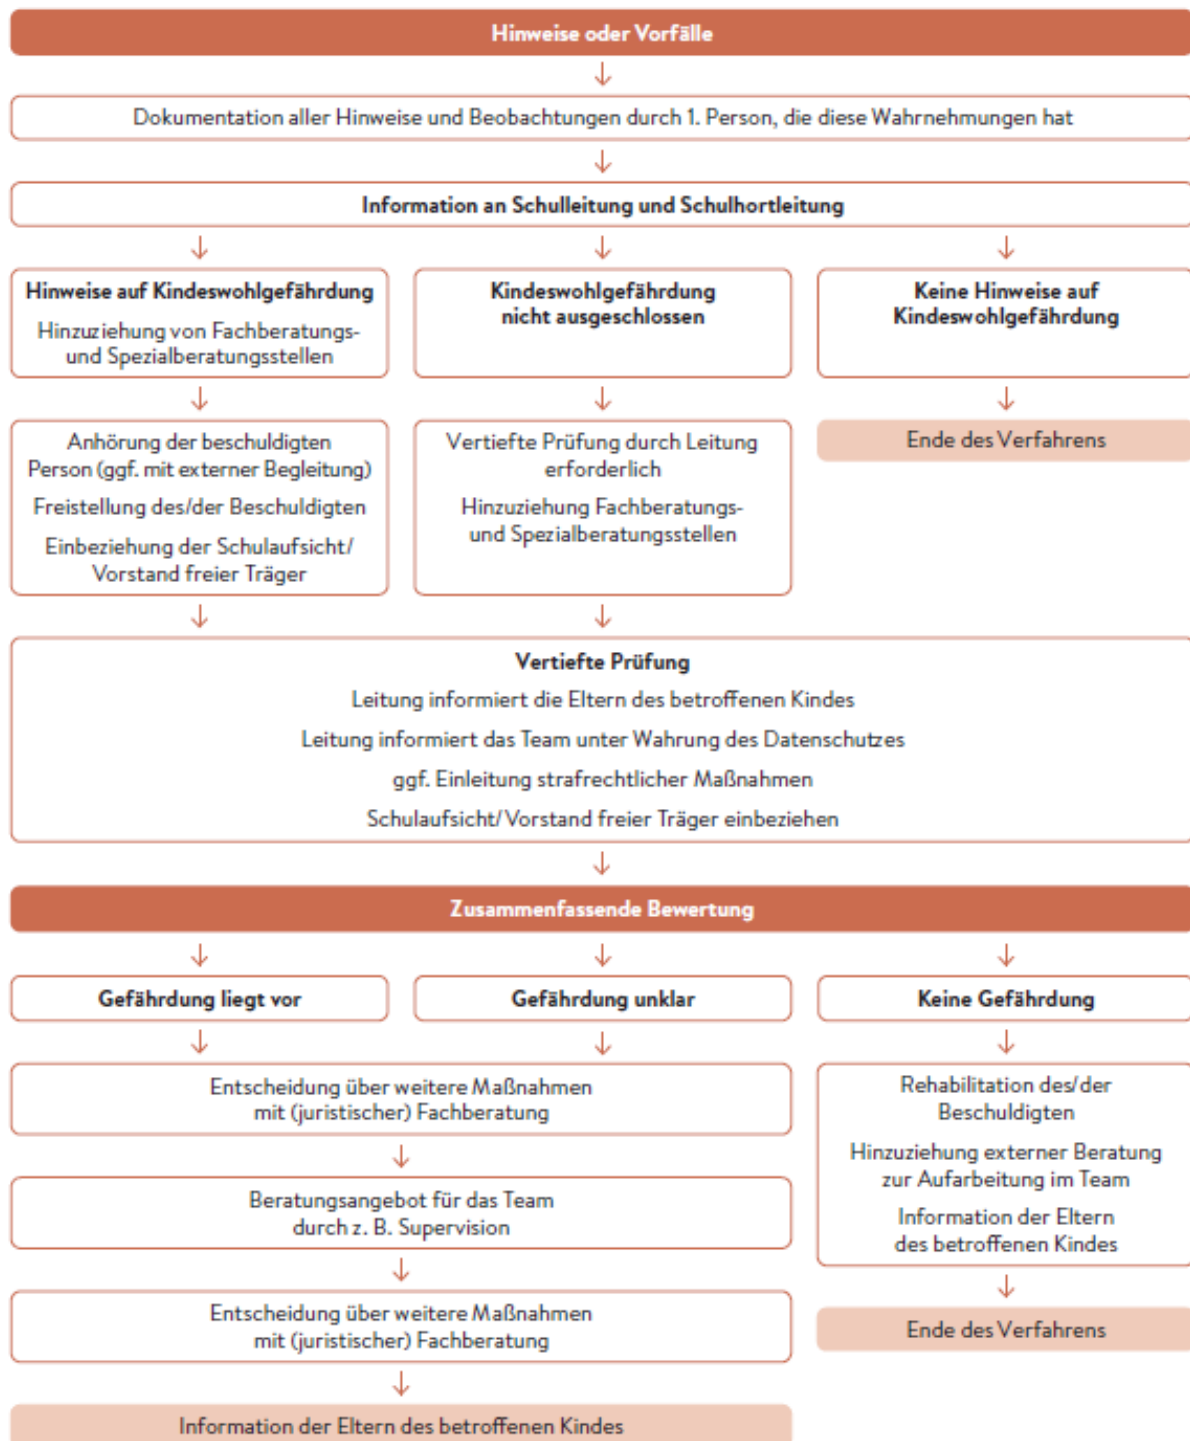 Hinweise oder Vorfälle
Dokumentation aller Hinweise und Beobachtungen durch 1. Person, die diese Wahrnehmungen hat
Information an Schulleitung und Schulhortleitung
Hinweise auf Kindeswohlgefährdung
Hinzuziehung von Fachberatungs-
und Spezialberatungsstellen
Kindeswohlgefährdung
nicht ausgeschlossen
Keine Hinweise auf
Kindeswohlgefährdung
Anhörung der beschuldigten
Person (ggf. mit externer Begleitung)
Freistellung des/der Beschuldigten
Einbeziehung der Schulaufsicht/
Vorstand freier Träger
Vertiefte Prüfung durch Leitung
erforderlich
Hinzuziehung Fachberatungs-
und Spezialberatungsstellen
Ende des Verfahrens
Vertiefte Prüfung
Leitung informiert die Eltern des betroffenen Kindes
Leitung informiert das Team unter Wahrung des Datenschutzes
ggf. Einleitung strafrechtlicher Maßnahmen
Schulaufsicht/Vorstand freier Träger einbeziehen
Zusammenfassende Bewertung
Gefährdung liegt vor
Gefährdung unklar
Keine Gefährdung
Entscheidung über weitere Maßnahmen
mit (juristischer) Fachberatung
Beratungsangebot für das Team
durch z. B. Supervision
Entscheidung über weitere Maßnahmen
mit (juristischer) Fachberatung
Information der Eltern des betroffenen Kindes
Rehabilitation des/der
Beschuldigten
Hinzuziehung externer Beratung
zur Aufarbeitung im Team
Information der Eltern
des betroffenen Kindes
Ende des Verfahrens